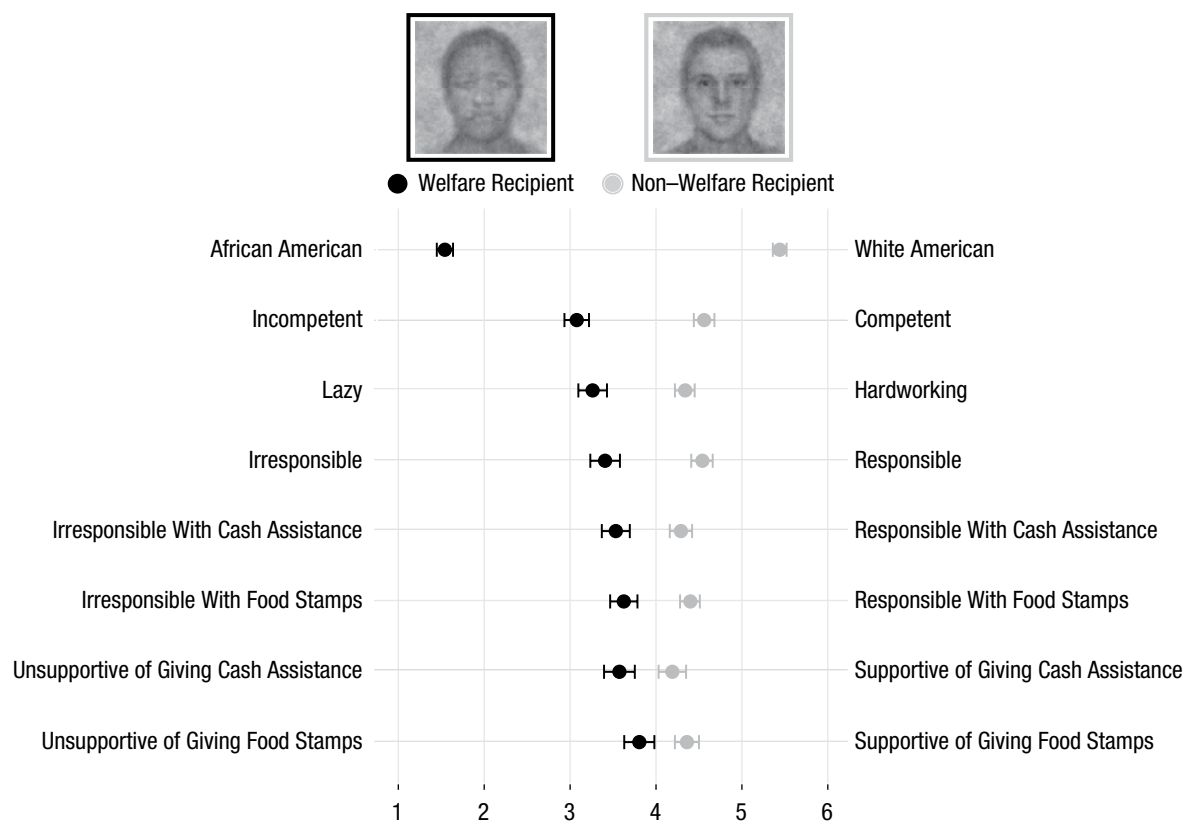 Welfare Recipient Non–Welfare Recipient
African American White American
Incompetent Competent
Lazy Hardworking
Irresponsible Responsible
Irresponsible With Cash Assistance Responsible With Cash Assistance
Irresponsible With Food Stamps Responsible With Food Stamps
Unsupportive of Giving Cash Assistance Supportive of Giving Cash Assistance
Unsupportive of Giving Food Stamps Supportive of Giving Food Stamps
1 2 3 4 5 6